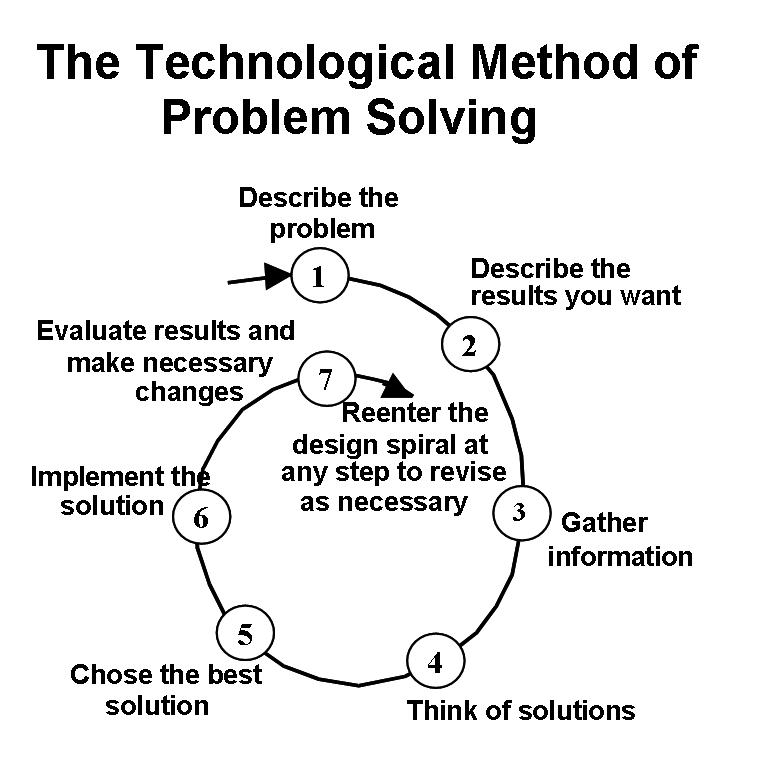 The Technological Method of
Problem Solving
Describe the
problem
1
Describe the
results you want
2
Evaluate results and
make necessary
changes
7
Reenter the
design spiral at
any step to revise
as necessary
Implement the
solution
6
3
Gather
information
5
Chose the best
solution
4
Think of solutions